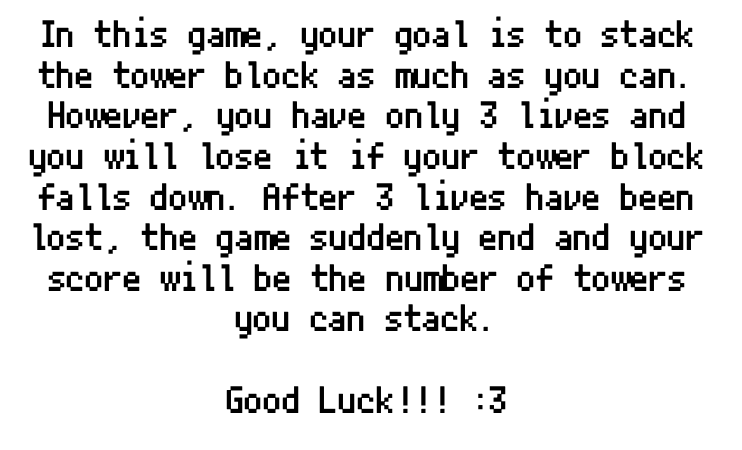 In this game, your goal is to stack
the tower block as much as you can.
However, you have only 3 lives and
you will lose it if your tower block
falls down. After 3 lives have been
lost, the game suddenly end and your
score will be the number of towers
you can stack.
Good Luck!!! :3